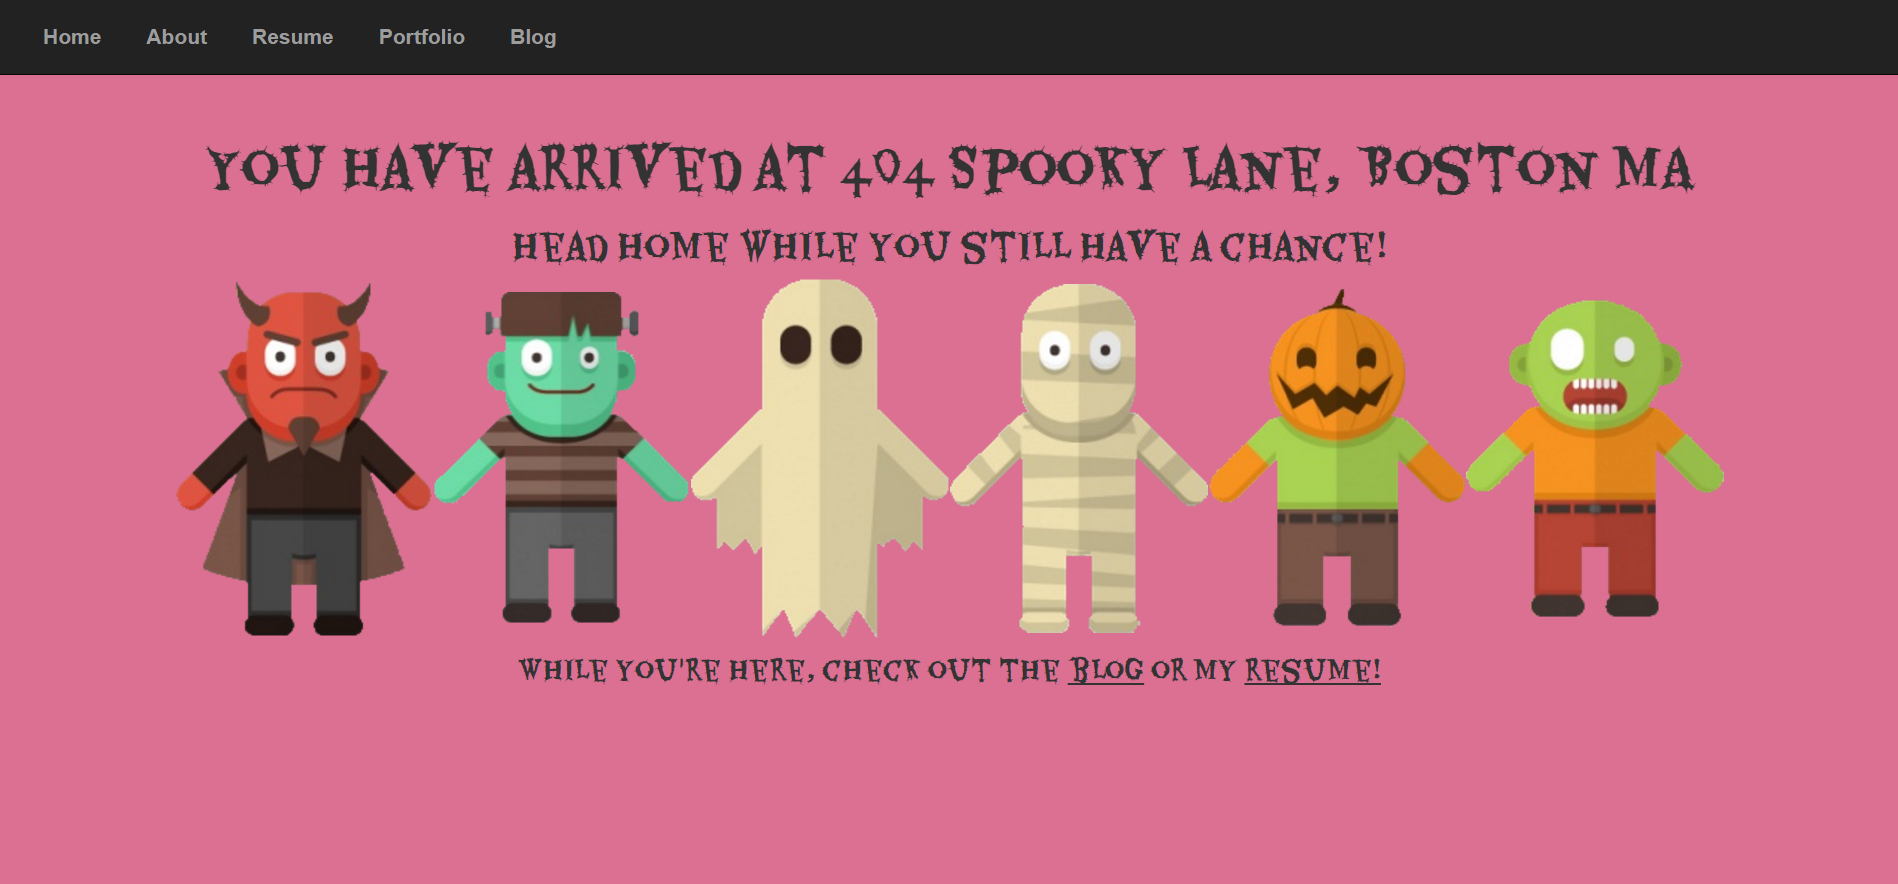 Home About Resume Portfolio Blog
YOU HAVE ARRIVED AT 404 SPOOKY LANE, BOSTON MA
HEAD HOME WHILE YOU STILL HAVE A CHANCE!
WHILE YOU'RE HERE, CHECK OUT THE BLOG OR MY RESUME!